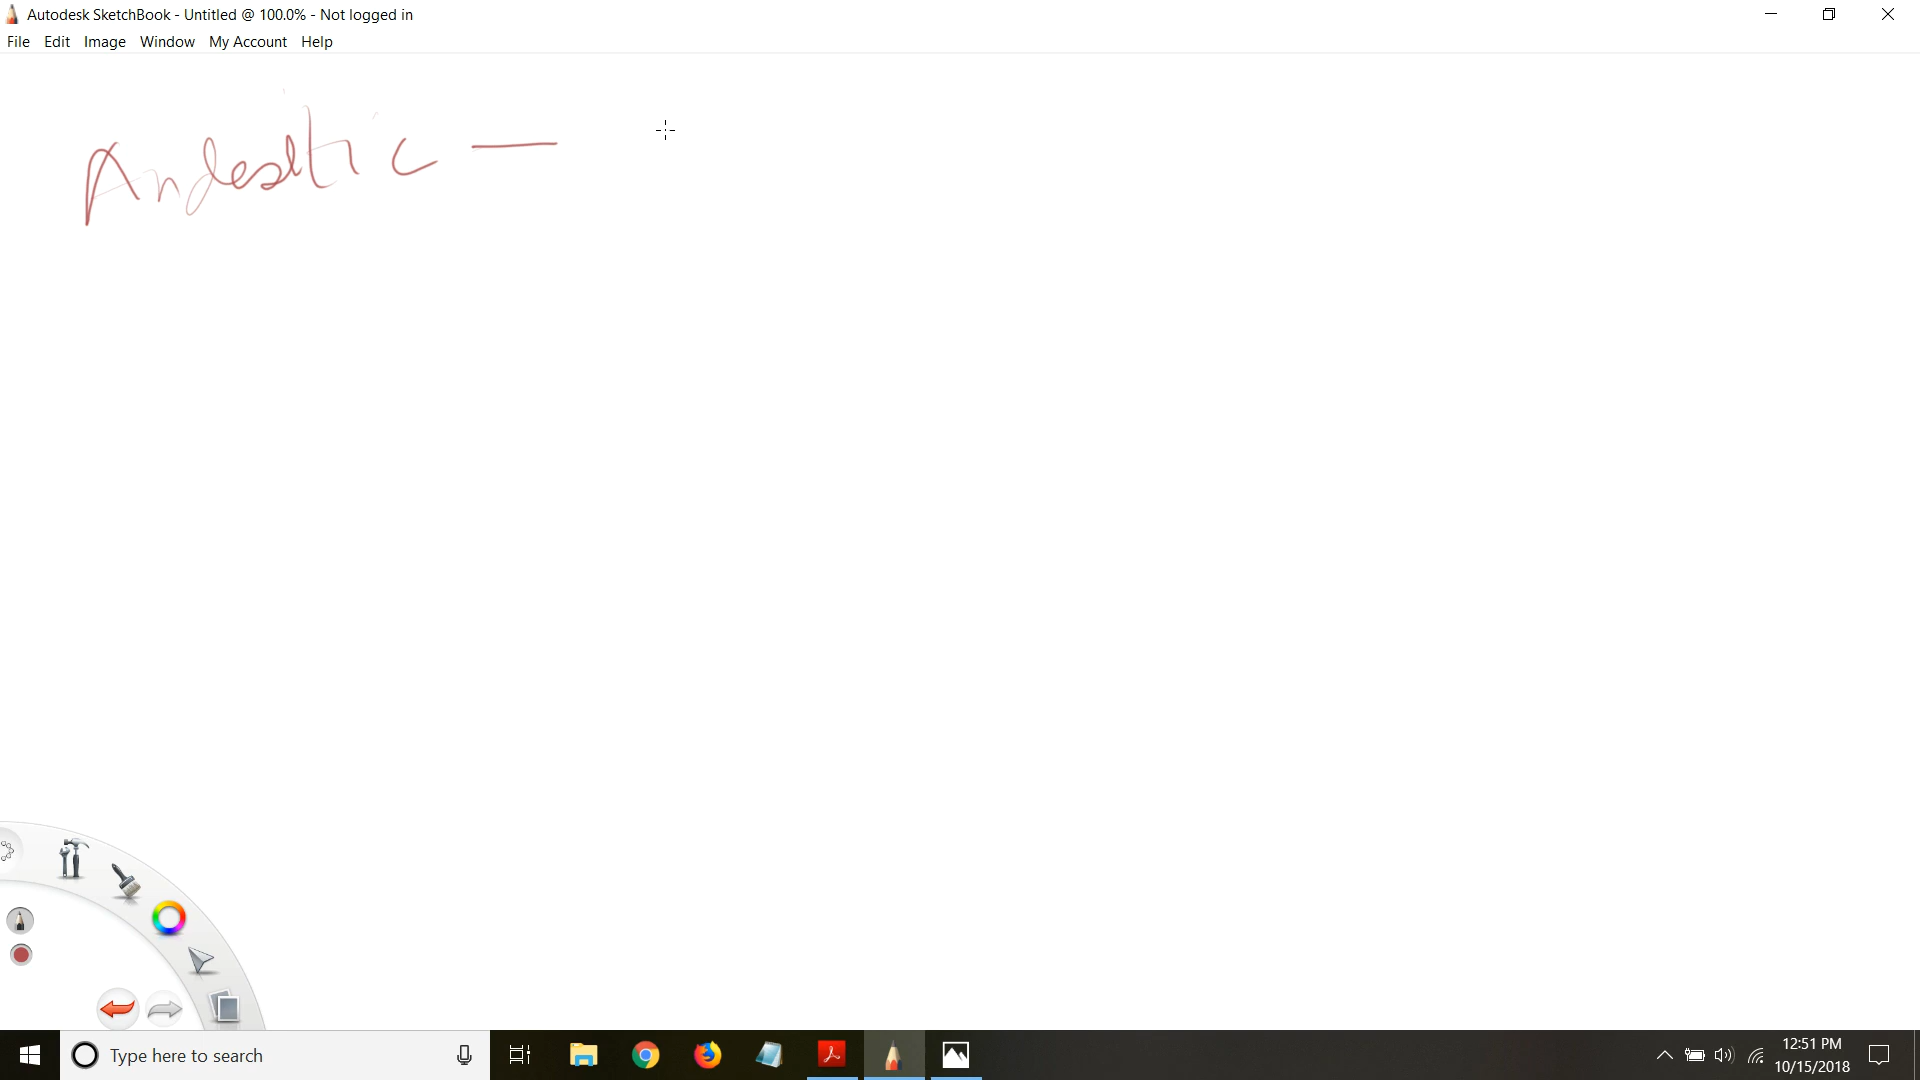 Autodesk SketchBook - Untitled @ 100.0% - Not logged in
File Edit Image Window My Account Help
Andesitic —
Type here to search
12:51 PM
10/15/2018